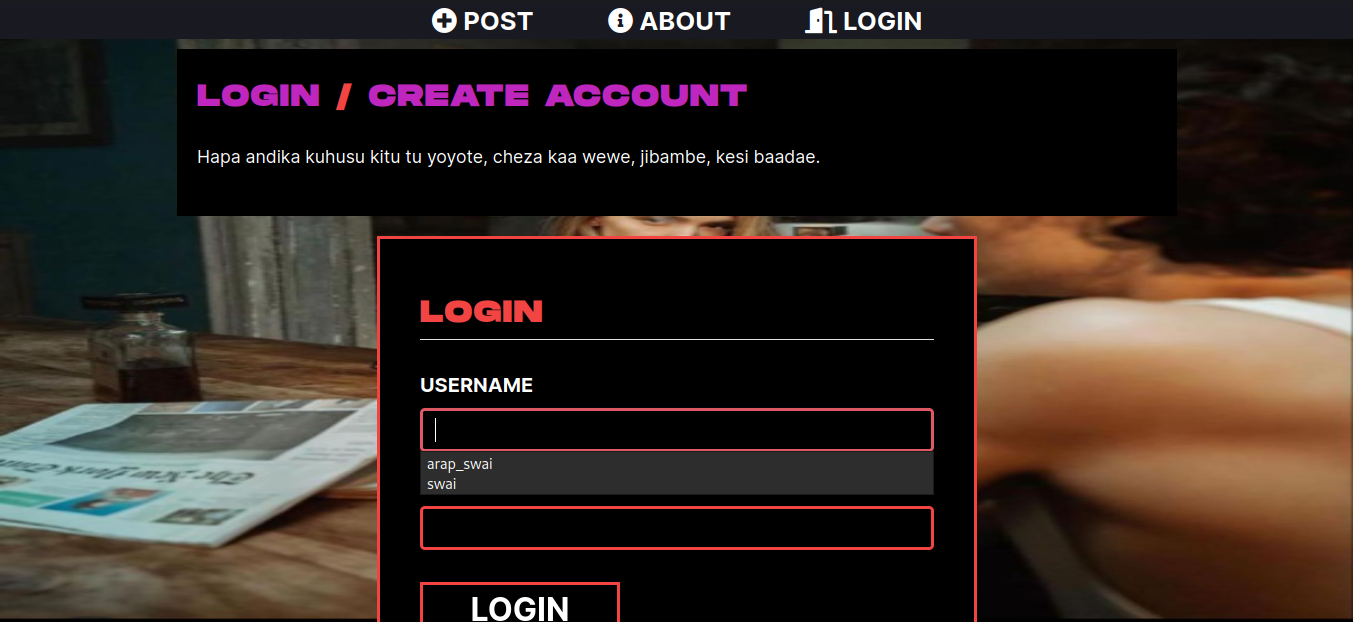 POST ABOUT LOGIN
LOGIN / CREATE ACCOUNT
Hapa andika kuhusu kitu tu yoyote, cheza kaa wewe, jibambe, kesi baadae.
LOGIN
USERNAME
arap_swai
swai
LOGIN